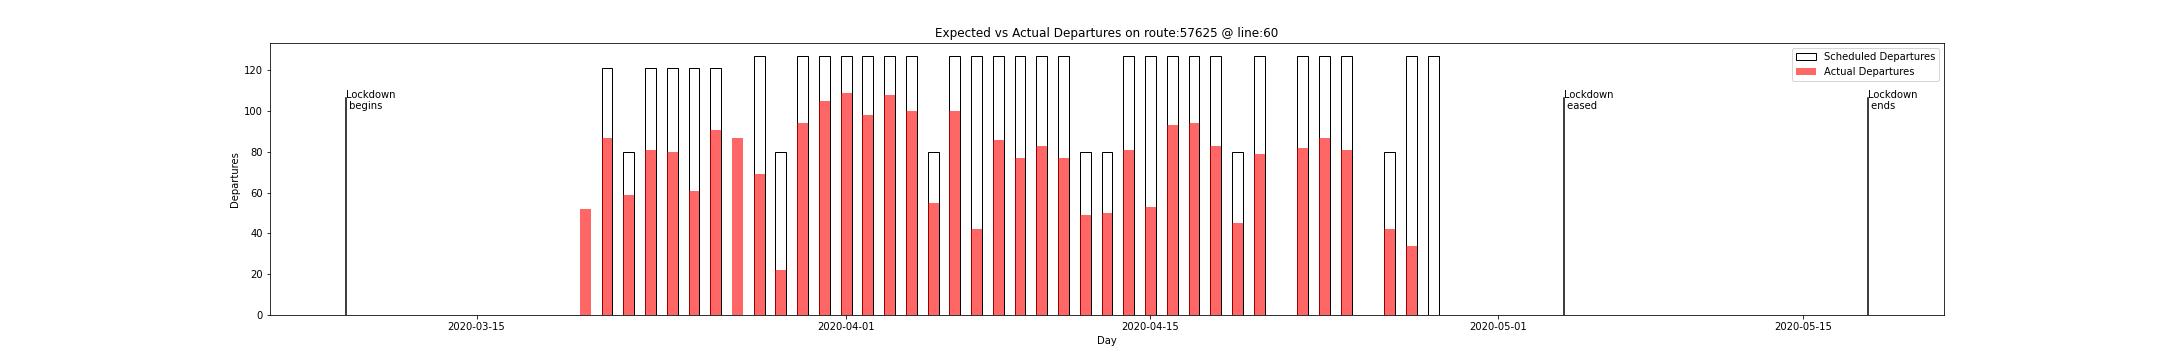 Expected vs Actual Departures on route:57625 @ line:60
Scheduled Departures
Actual Departures
Lockdown
begins
Lockdown
eased
Lockdown
ends
120
100
80
60
40
20
0
Departures
2020-03-15
2020-04-01
2020-04-15
2020-05-01
2020-05-15
Day